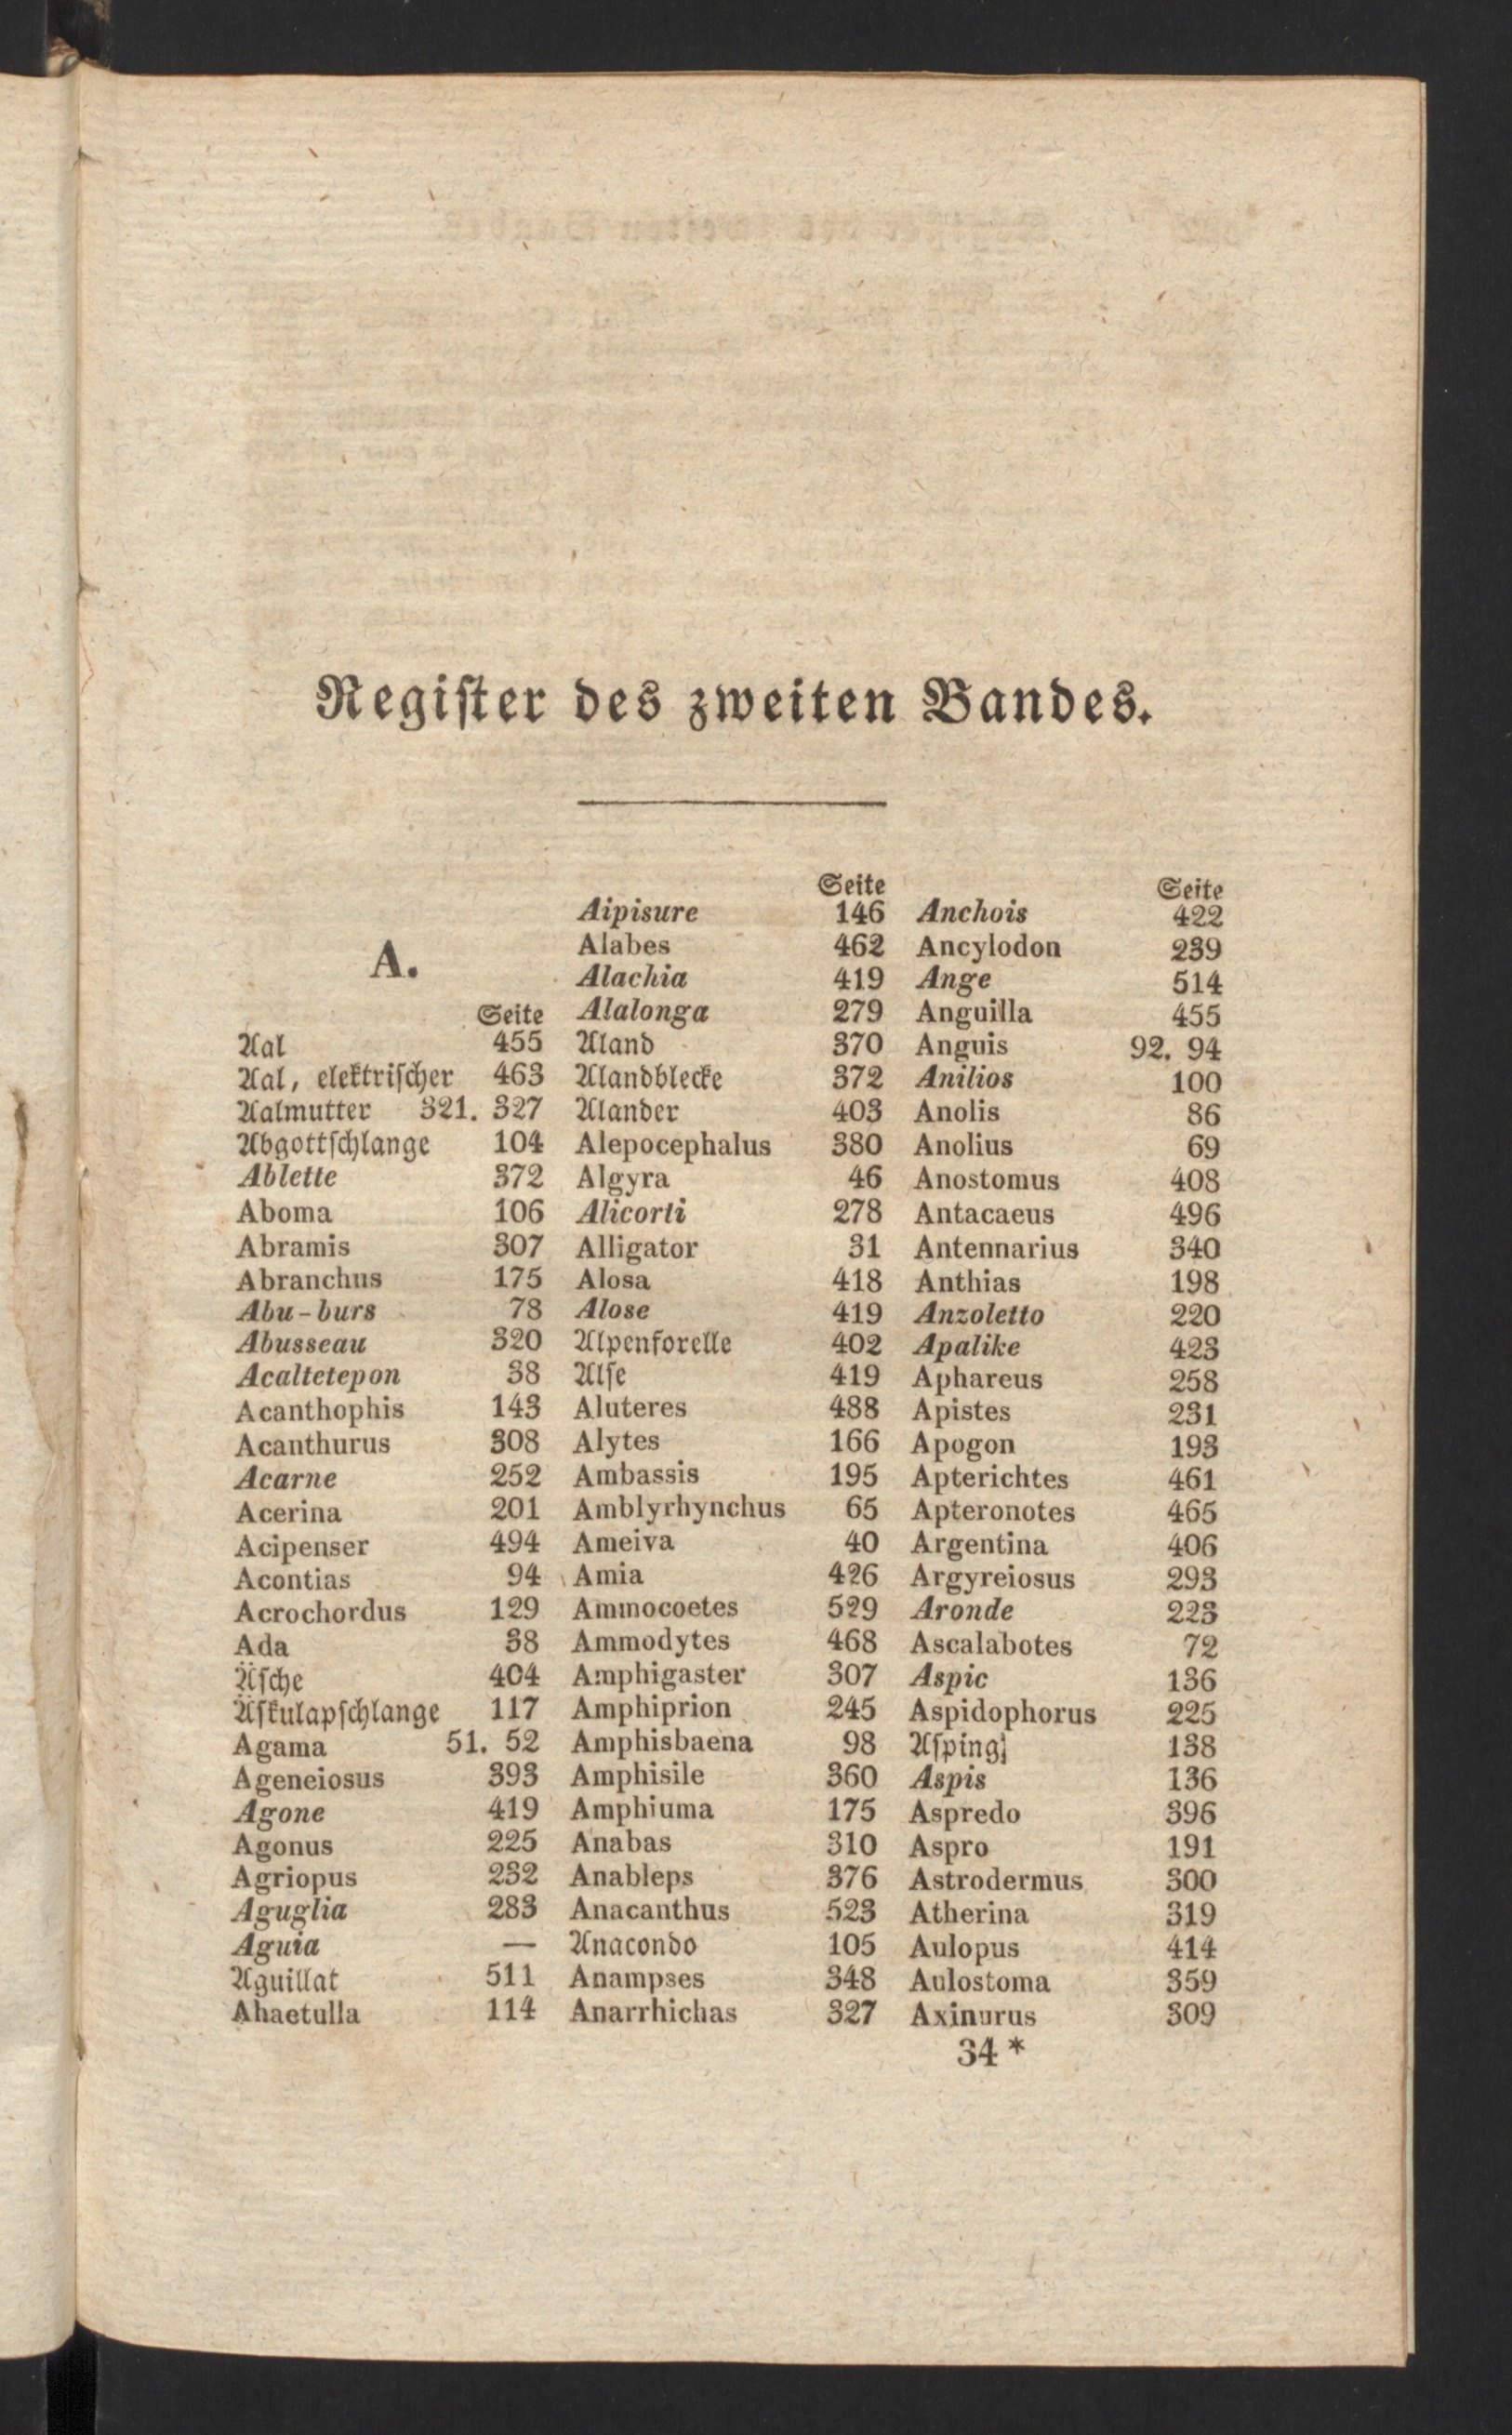 Regiſter des zweiten Bandes.
A.
Seite
Aal 455
Aal, elektriſcher 463
Aalmutter 321. 327
Abgottſchlange 104
Ablette 372
Aboma 106
Abramis 307
Abranchus 175
Abu-burs 78
Abusseau 320
Acaltetepon 38
Acanthophis 143
Acanthurus 308
Acarne 252
Acerina 201
Acipenser 494
Acontias 94
Acrochordus 129
Ada 38
Äſche 404
Äſkulapſchlange 117
Agama 51. 52
Ageneiosus 393
Agone 419
Agonus 225
Agriopus 232
Aguglia 283
Aguia —
Aguillat 511
Ahaetulla 114
Seite
Aipisure 146
Alabes 462
Alachia 419
Alalonga 279
Aland 370
Alandblecke 372
Alander 403
Alepocephalus 380
Algyra 46
Alicorti 278
Alligator 31
Alosa 418
Alose 419
Alpenforelle 402
Alſe 419
Aluteres 488
Alytes 166
Ambassis 195
Amblyrhynchus 65
Ameiva 40
Amia 426
Ammocoetes 529
Ammodytes 468
Amphigaster 307
Amphiprion 245
Amphisbaena 98
Amphisile 360
Amphiuma 175
Anabas 310
Anableps 376
Anacanthus 523
Anacondo 105
Anampses 348
Anarrhichas 327
Seite
Anchois 422
Ancylodon 239
Ange 514
Anguilla 455
Anguis 92. 94
Anilios 100
Anolis 86
Anolius 69
Anostomus 408
Antacaeus 496
Antennarius 340
Anthias 198
Anzoletto 220
Apalike 423
Aphareus 258
Apistes 231
Apogon 193
Apterichtes 461
Apteronotes 465
Argentina 406
Argyreiosus 293
Aronde 223
Ascalabotes 72
Aspic 136
Aspidophorus 225
Aſping 138
Aspis 136
Aspredo 396
Aspro 191
Astrodermus 300
Atherina 319
Aulopus 414
Aulostoma 359
Axinurus 309
34 *